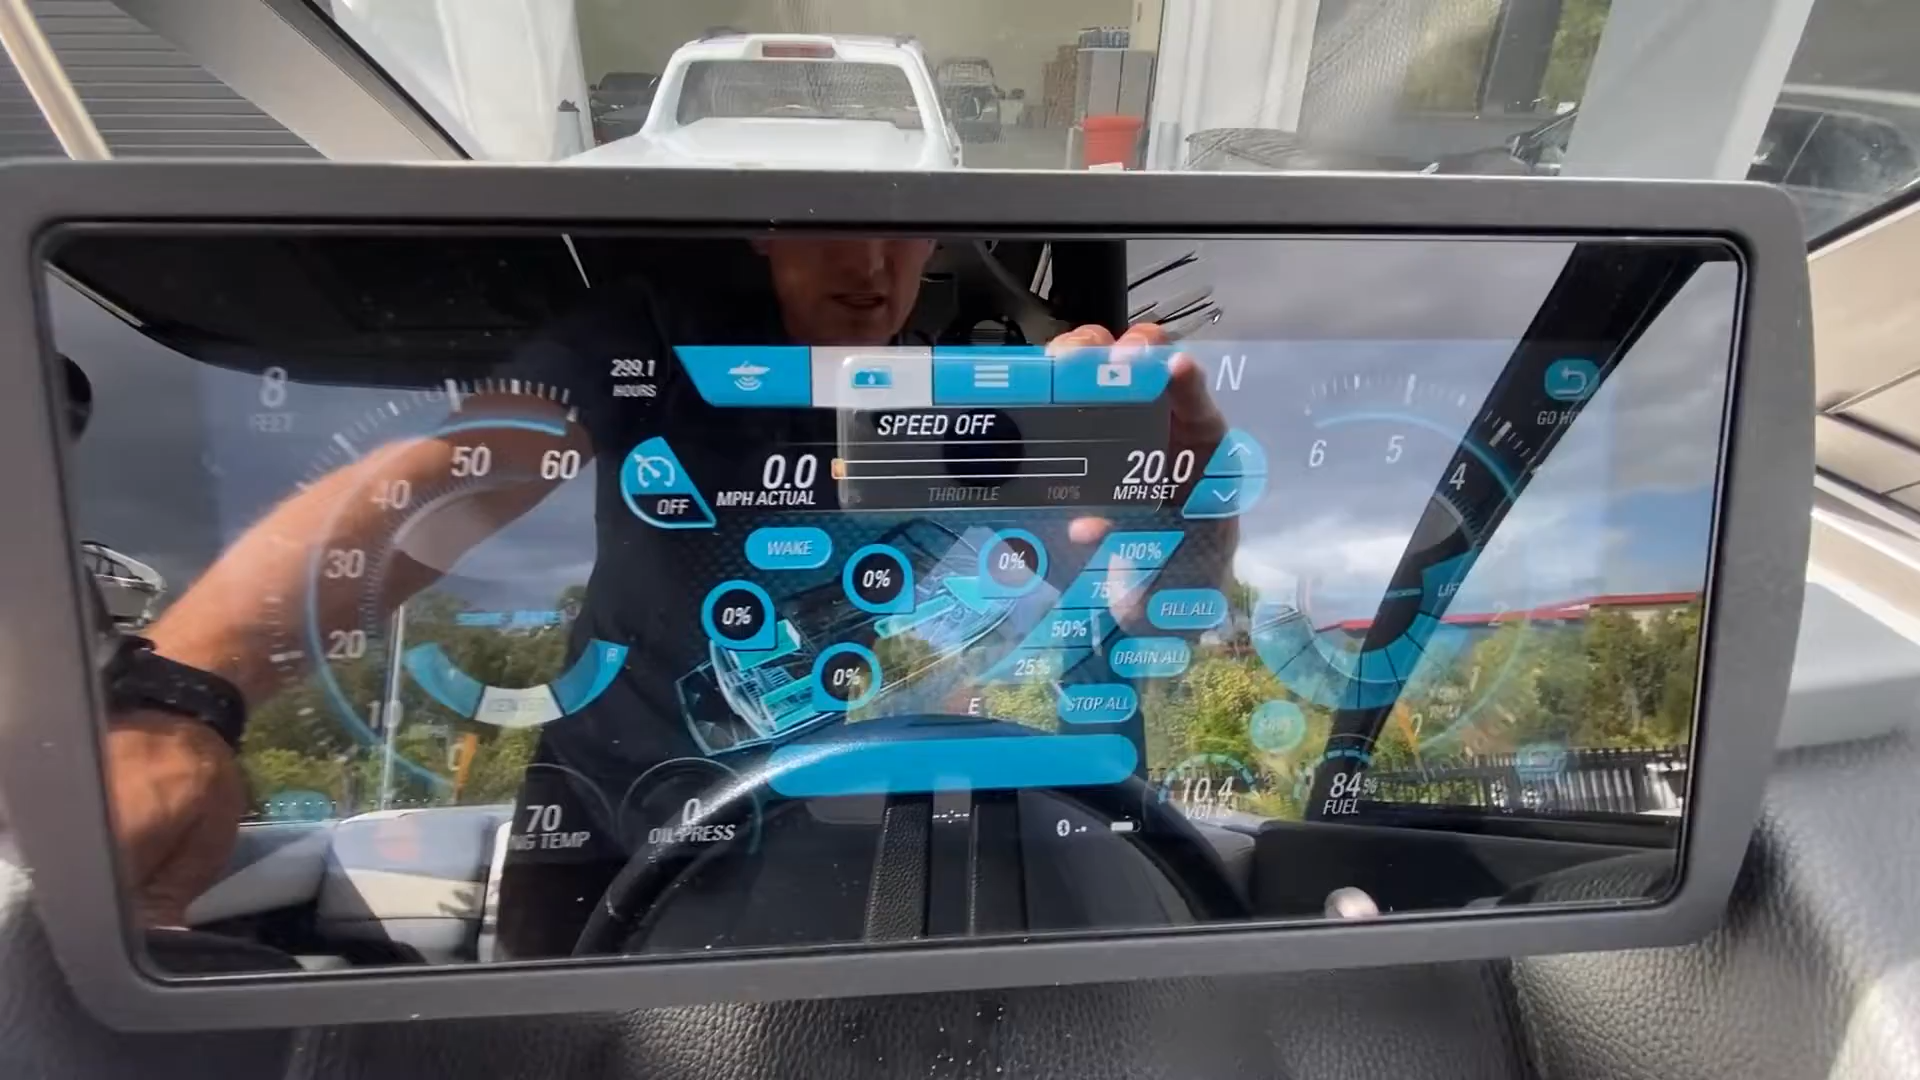 8
FEET
299.1
HOURS
N
GO HO
SPEED OFF
50
60
40
30
20
10
0
OFF
0.0
MPH ACTUAL
THROTTLE
100%
20.0
MPH SET
6
5
4
2
1
WAKE
0%
0%
0%
0%
100%
75%
50%
25%
E
FILL ALL
DRAIN ALL
STOP ALL
70
NG TEMP
0
OIL PRESS
10.4
VOLTS
84%
FUEL